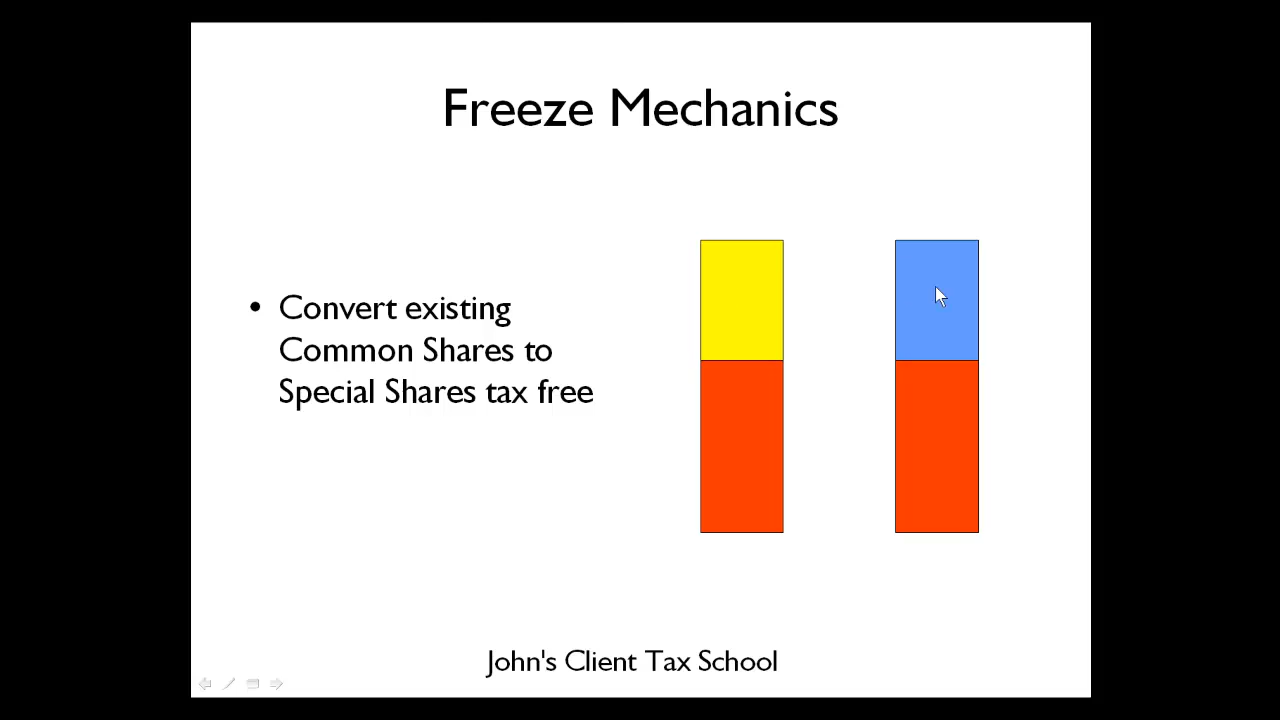 Freeze Mechanics
• Convert existing
Common Shares to
Special Shares tax free
John's Client Tax School